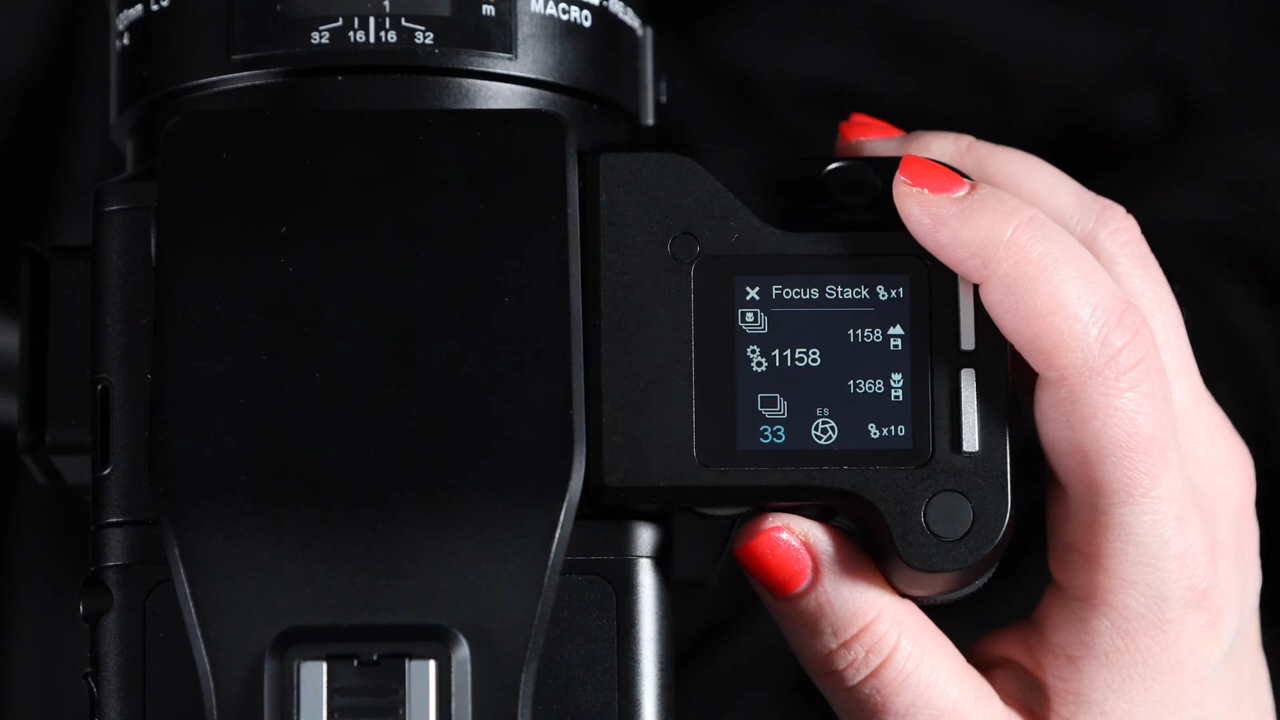 1
m
MACRO
32 16 16 32
Focus Stack x1
1158
1158
1368
ES
33
x10